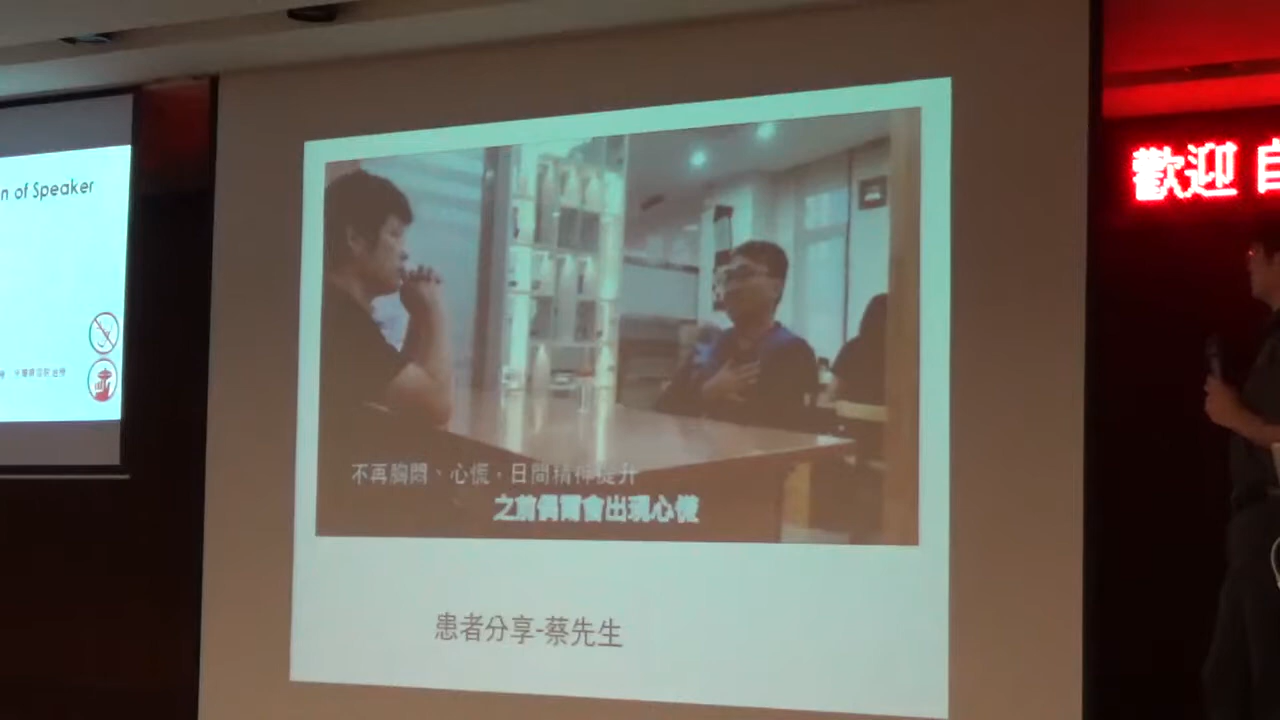 n of Speaker
歡迎
不再胸悶、心慌,日間精神提升
之前偶爾會出現心慌
患者分享-蔡先生